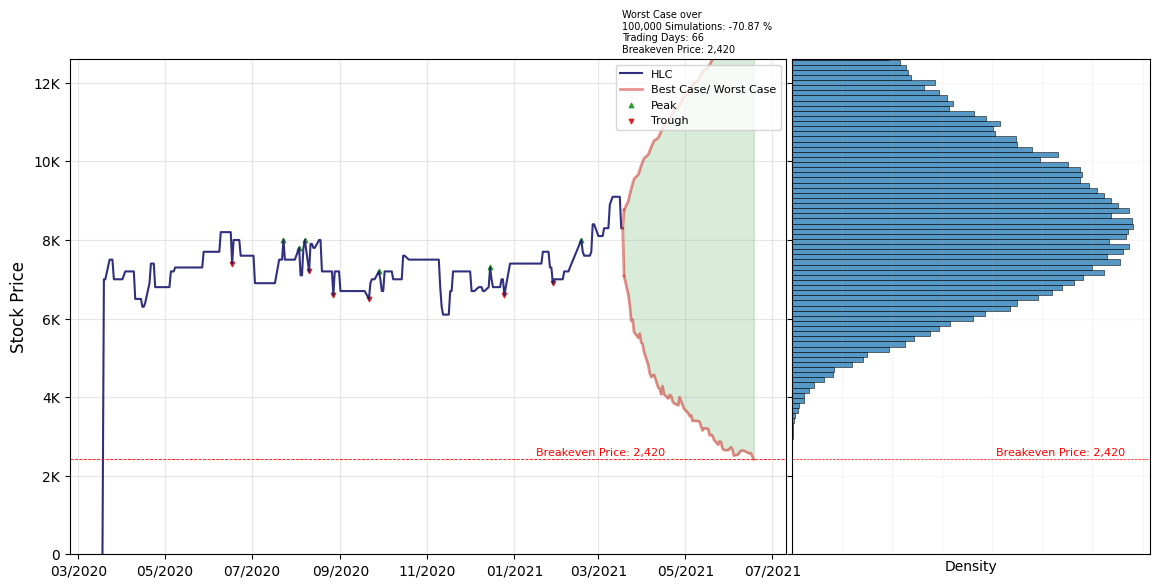 Worst Case over
100,000 Simulations: -70.87 %
Trading Days: 66
Breakeven Price: 2,420
HLC
Best Case/ Worst Case
Peak
Trough
12K
10K
8K
6K
4K
2K
0
Stock Price
Breakeven Price: 2,420
Breakeven Price: 2,420
03/2020
05/2020
07/2020
09/2020
11/2020
01/2021
03/2021
05/2021
07/2021
Density